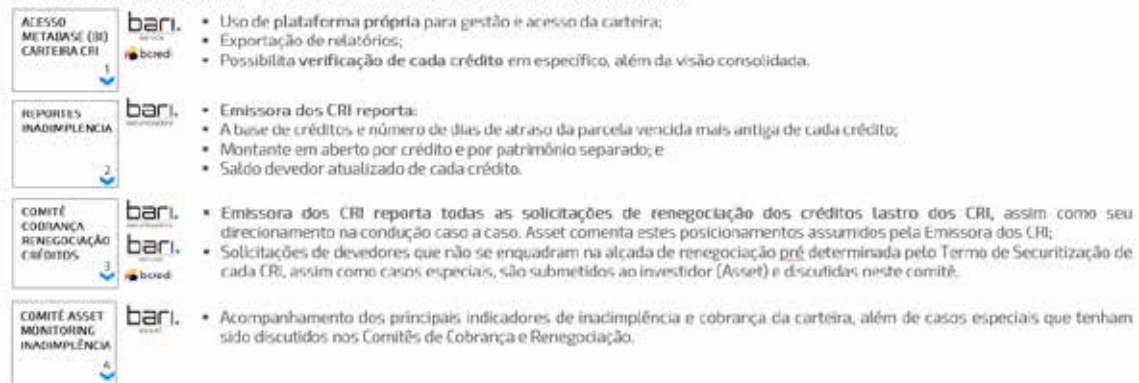 ACESSO
METABASE (BI)
CARTEIRA CRI
1
bari.
bcredi
• Uso de plataforma própria para gestão e acesso da carteira;
• Exportação de relatórios;
• Possibilita verificação de cada crédito em específico, além da visão consolidada.
REPORTES
INADIMPLENCIA
2
bari.
• Emissora dos CRI reporta:
• A base de créditos e número de dias de atraso da parcela vencida mais antiga de cada crédito;
• Montante em aberto por crédito e por patrimônio separado; e
• Saldo devedor atualizado de cada crédito.
COMITÊ
COBRANÇA
RENEGOCIAÇÃO
CRÉDITOS
3
bari.
bari.
bcredi
• Emissora dos CRI reporta todas as solicitações de renegociação dos créditos lastro dos CRI, assim como seu
direcionamento na condução caso a caso. Asset comenta estes posicionamentos assumidos pela Emissora dos CRI;
• Solicitações de devedores que não se enquadram na alçada de renegociação pré determinada pelo Termo de Securitização de
cada CRI, assim como casos especiais, são submetidos ao investidor (Asset) e discutidas neste comitê.
COMITÊ ASSET
MONITORING
INADIMPLÊNCIA
4
bari.
• Acompanhamento dos principais indicadores de inadimplência e cobrança da carteira, além de casos especiais que tenham
sido discutidos nos Comitês de Cobrança e Renegociação.